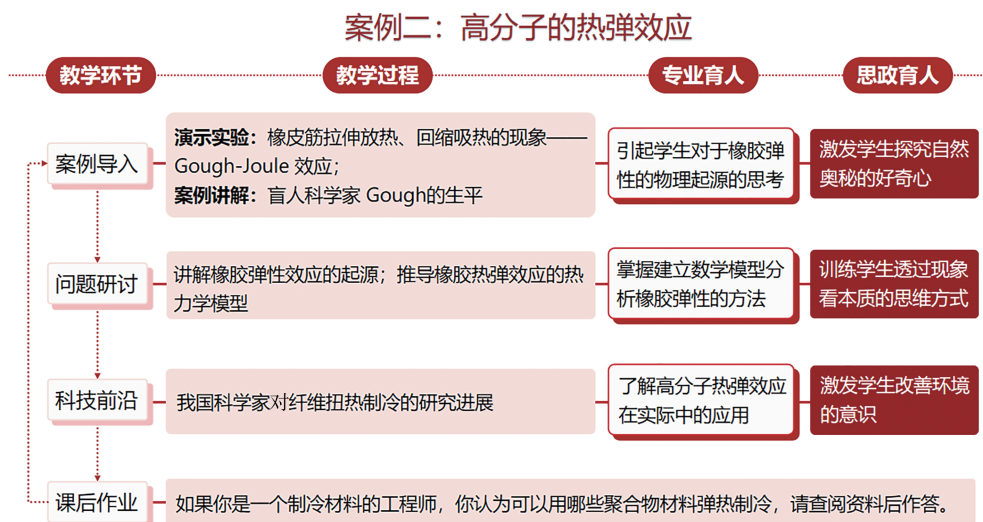 案例二：高分子的热弹效应
教学环节
教学过程
专业育人
思政育人
案例导入
演示实验：橡皮筋拉伸放热、回缩吸热的现象——
Gough-Joule 效应；
案例讲解：盲人科学家 Gough的生平
引起学生对于橡胶弹
性的物理起源的思考
激发学生探究自然
奥秘的好奇心
问题研讨
讲解橡胶弹性效应的起源；推导橡胶热弹效应的热
力学模型
掌握建立数学模型分
析橡胶弹性的方法
训练学生透过现象
看本质的思维方式
科技前沿
我国科学家对纤维扭热制冷的研究进展
了解高分子热弹效应
在实际中的应用
激发学生改善环境
的意识
课后作业
如果你是一个制冷材料的工程师，你认为可以用哪些聚合物材料弹热制冷，请查阅资料后作答。